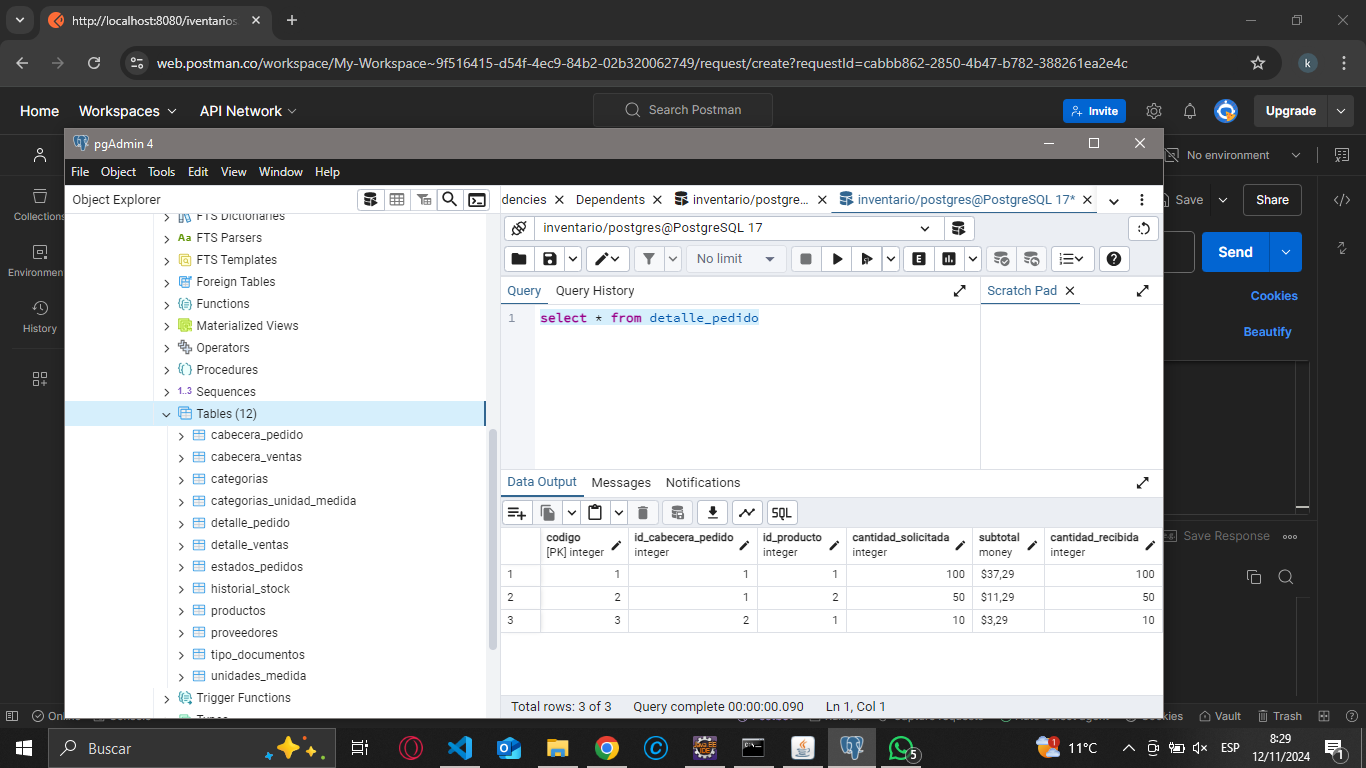 http://localhost:8080/iventarios
web.postman.co/workspace/My-Workspace~9f516415-d54f-4ec9-84b2-02b320062749/request/create?requestId=cabbb862-2850-4b47-b782-388261ea2e4c
k
Home Workspaces API Network Search Postman Invite Upgrade
pgAdmin 4
No environment
File Object Tools Edit View Window Help
Object Explorer
dencies Dependents inventario/postgre... inventario/postgres@PostgreSQL 17*
Save Share
Collections
FTS Dictionaries
inventario/postgres@PostgreSQL 17
FTS Parsers
FTS Templates
No limit E
Send
Environment
Foreign Tables
Query Query History Scratch Pad
Cookies
Functions
1 select * from detalle_pedido
History
Materialized Views
Beautify
Operators
Procedures
1..3 Sequences
Tables (12)
cabecera_pedido
cabecera_ventas
categorias
Data Output Messages Notifications
categorias_unidad_medida
SQL
detalle_pedido
detalle_ventas
codigo id_cabecera_pedido id_producto cantidad_solicitada subtotal cantidad_recibida
[PK] integer integer integer integer money integer
Save Response
estados_pedidos
1 1 1 1 100 $37,29 100
historial_stock
2 2 1 2 50 $11,29 50
productos
3 3 2 1 10 $3,29 10
proveedores
tipo_documentos
unidades_medida
Trigger Functions
Total rows: 3 of 3 Query complete 00:00:00.090 Ln 1, Col 1
Vault Trash
Buscar
5
1
11°C
ESP
8:29
12/11/2024
1